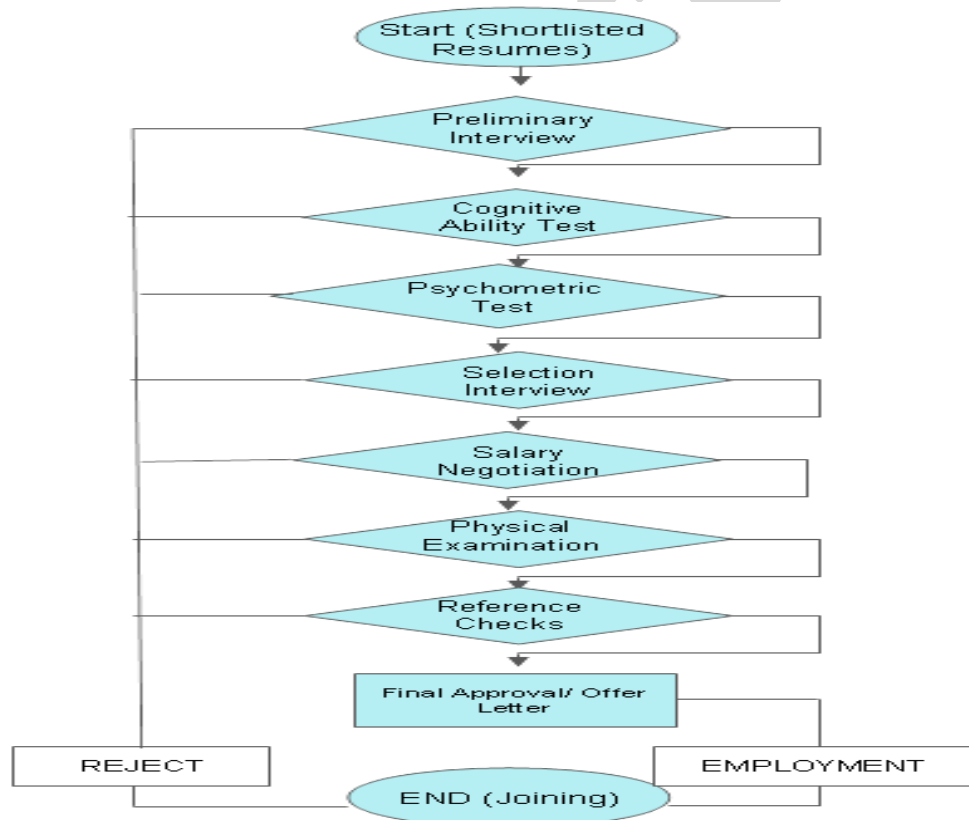 Start (Shortlisted
Resumes)
Preliminary
Interview
Cognitive
Ability Test
Psychometric
Test
Selection
Interview
Salary
Negotiation
Physical
Examination
Reference
Checks
Final Approval/ Offer
Letter
REJECT
EMPLOYMENT
END (Joining)